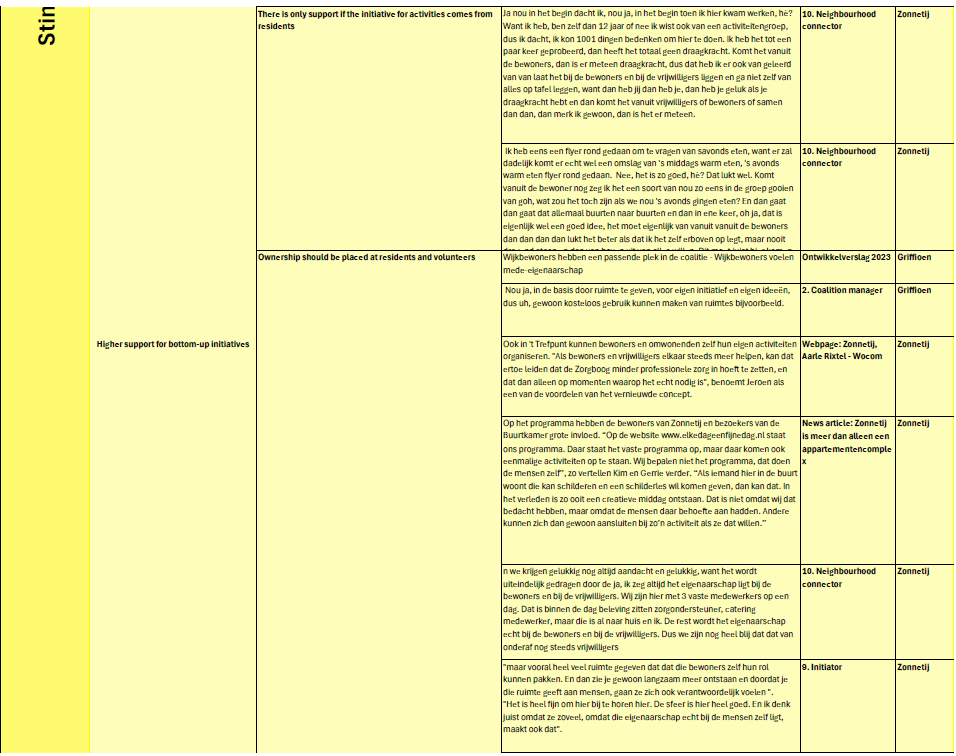 Stin
Higher support for bottom-up initiatives
There is only support if the initiative for activities comes from
residents
Ja nou in het begin dacht ik, nou ja, in het begin toen ik hier kwam werken, hè?
Want ik heb, ben zelf dan 12 jaar of nee ik wist ook van een activiteitengroep,
dus ik dacht, ik kon 1001 dingen bedenken om hier te doen. Ik heb het tot een
paar keer geprobeerd, dan heeft het totaal geen draagkracht. Komt het vanuit
de bewoners, dan is er meteen draagkracht, dus dat heb ik er ook van geleerd
van van laat het bij de bewoners en bij de vrijwilligers liggen en ga niet zelf van
alles op tafel leggen, want dan heb jij dan heb je, dan heb je geluk als je
draagkracht hebt en dan komt het vanuit vrijwilligers of bewoners of samen
dan dan, dan merk ik gewoon, dan is het er meteen.
10. Neighbourhood
connector
Zonnetij
Ik heb eens een flyer rond gedaan om te vragen van savonds eten, want er zal
dadelijk komt er echt wel een omslag van 's middags warm eten, 's avonds
warm eten flyer rond gedaan.  Nee, het is zo goed, hè? Dat lukt wel. Komt
vanuit de bewoner nog zeg ik het een soort van nou zo eens in de groep gooien
van goh, wat zou het toch zijn als we nou 's avonds gingen eten? En dan gaat
dan gaat dat allemaal buurten naar buurten en dan in ene keer, oh ja, dat is
eigenlijk wel een goed idee, het moet eigenlijk van vanuit vanuit de bewoners
dan dan dan dan lukt het beter als dat ik het zelf erboven op legt, maar nooit
10. Neighbourhood
connector
Zonnetij
Ownership should be placed at residents and volunteers
Wijkbewoners hebben een passende plek in de coalitie - Wijkbewoners voelen
mede-eigenaarschap
Ontwikkelverslag 2023
Griffioen
Nou ja, in de basis door ruimte te geven, voor eigen initiatief en eigen ideeën,
dus uh, gewoon kosteloos gebruik kunnen maken van ruimtes bijvoorbeeld.
2. Coalition manager
Griffioen
Ook in 't Trefpunt kunnen bewoners en omwonenden zelf hun eigen activiteiten
organiseren. "Als bewoners en vrijwilligers elkaar steeds meer helpen, kan dat
ertoe leiden dat de Zorgboog minder professionele zorg in hoeft te zetten, en
dat dan alleen op momenten waarop het echt nodig is", benoemt Jeroen als
een van de voordelen van het vernieuwde concept.
Webpage: Zonnetij,
Aarle Rixtel - Wocom
Zonnetij
Op het programma hebben de bewoners van Zonnetij en bezoekers van de
Buurtkamer grote invloed. "Op de website www.elkedageenfijnedag.nl staat
ons programma. Daar staat het vaste programma op, maar daar komen ook
eenmalige activiteiten op te staan. Wij bepalen niet het programma, dat doen
de mensen zelf", zo vertellen Kim en Gerrie verder. "Als iemand hier in de buurt
woont die kan schilderen en een schilderles wil komen geven, dan kan dat. In
het verleden is zo ooit een creatieve middag ontstaan. Dat is niet omdat wij dat
bedacht hebben, maar omdat de mensen daar behoefte aan hadden. Andere
kunnen zich dan gewoon aansluiten bij zo'n activiteit als ze dat willen."
News article: Zonnetij
is meer dan alleen een
appartementencomple
x
Zonnetij
n we krijgen gelukkig nog altijd aandacht en gelukkig, want het wordt
uiteindelijk gedragen door de ja, ik zeg altijd het eigenaarschap ligt bij de
bewoners en bij de vrijwilligers. Wij zijn hier met 3 vaste medewerkers op een
dag. Dat is binnen de dag beleving zitten zorgondersteuner, catering
medewerker, maar die is al naar huis en ik. De rest wordt het eigenaarschap
echt bij de bewoners en bij de vrijwilligers. Dus we zijn nog heel blij dat dat van
onderaf nog steeds vrijwilligers
10. Neighbourhood
connector
Zonnetij
"maar vooral heel veel ruimte gegeven dat dat die bewoners zelf hun rol
kunnen pakken. En dan zie je gewoon langzaam meer ontstaan en doordat je
die ruimte geeft aan mensen, gaan ze zich ook verantwoordelijk voelen ".
"Het is heel fijn om hier bij te horen hier. De sfeer is hier heel goed. En ik denk
juist omdat ze zoveel, omdat die eigenaarschap echt bij de mensen zelf ligt,
maakt ook dat".
9. Initiator
Zonnetij